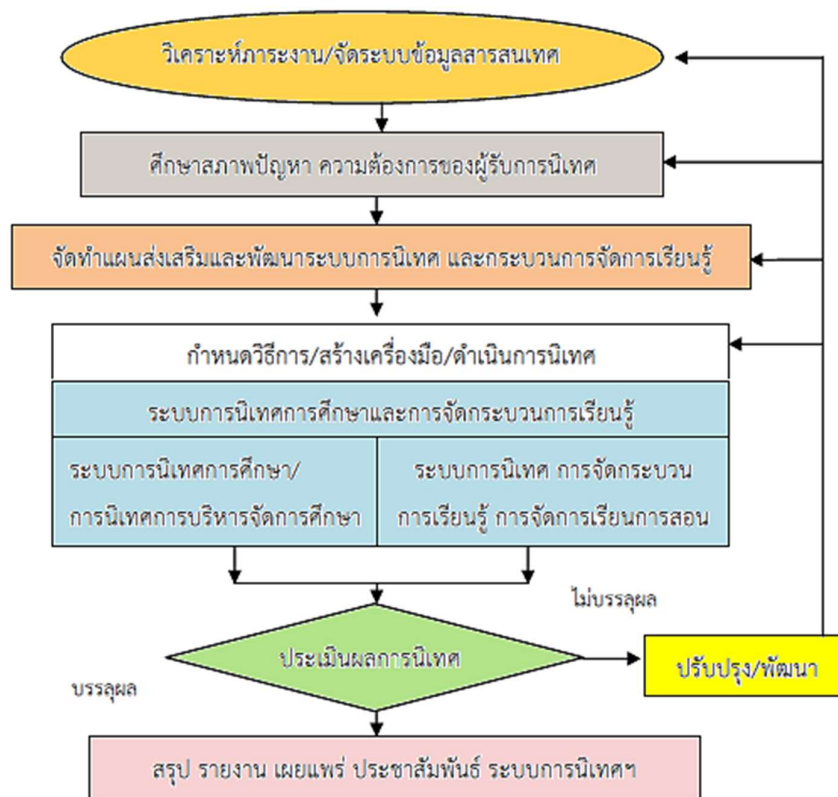 วิเคราะห์ภาระงาน/จัดระบบข้อมูลสารสนเทศ
ศึกษาสภาพปัญหา ความต้องการของผู้รับการนิเทศ
จัดทำแผนส่งเสริมและพัฒนาระบบการนิเทศ และกระบวนการจัดการเรียนรู้
กำหนดวิธีการ/สร้างเครื่องมือ/ดำเนินการนิเทศ
ระบบการนิเทศการศึกษาและการจัดกระบวนการเรียนรู้
ระบบการนิเทศการศึกษา/
การนิเทศการบริหารจัดการศึกษา
ระบบการนิเทศ การจัดกระบวน
การเรียนรู้ การจัดการเรียนการสอน
ไม่บรรลุผล
ประเมินผลการนิเทศ
ปรับปรุง/พัฒนา
บรรลุผล
สรุป รายงาน เผยแพร่ ประชาสัมพันธ์ ระบบการนิเทศฯ